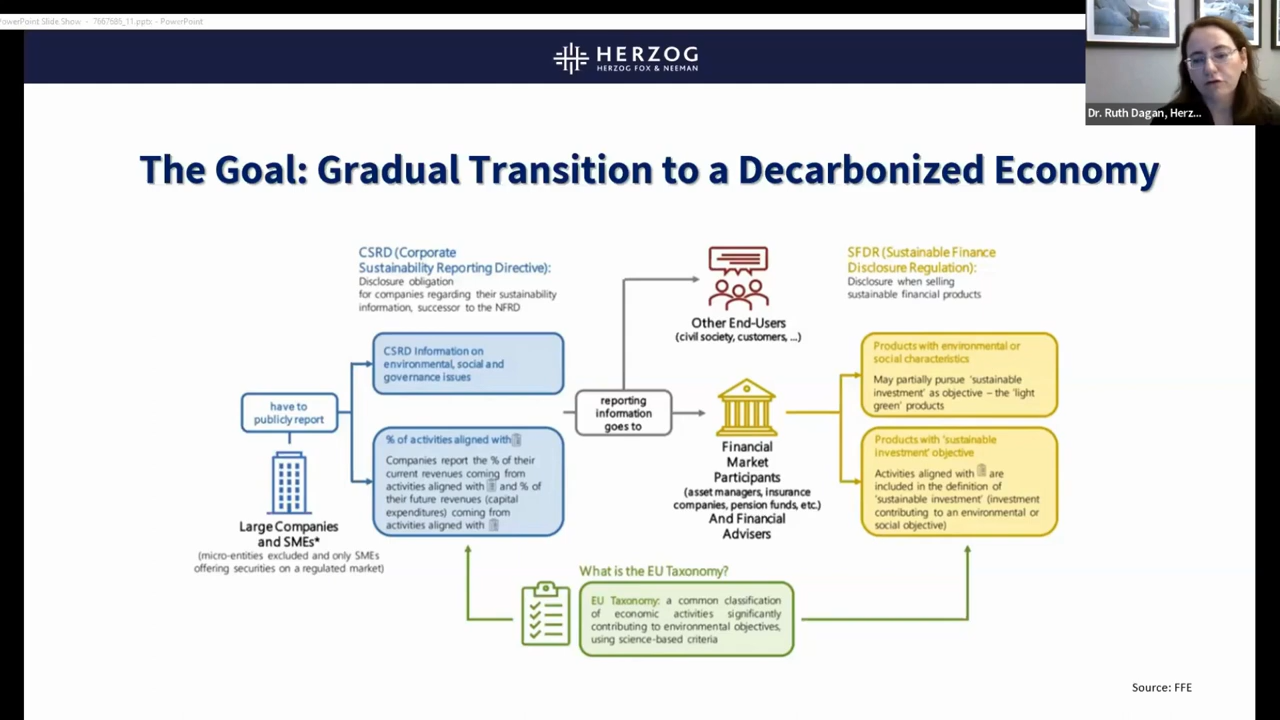 PowerPoint Slide Show - 7667686_11.pptx - PowerPoint
HERZOG
HERZOG FOX & NEEMAN
Dr. Ruth Dagan, Herz...
The Goal: Gradual Transition to a Decarbonized Economy
CSRD (Corporate
Sustainability Reporting Directive):
Disclosure obligation
for companies regarding their sustainability
information, successor to the NFRD
CSRD Information on
environmental, social and
governance issues
have to
publicly report
% of activities aligned with
Companies report the % of their
current revenues coming from
activities aligned with and % of
their future revenues (capital
expenditures) coming from
activities aligned with
Large Companies
and SMEs*
(micro-entities excluded and only SMEs
offering securities on a regulated market)
reporting
information
goes to
Other End-Users
(civil society, customers, ...)
Financial
Market
Participants
(asset managers, insurance
companies, pension funds, etc.)
And Financial
Advisers
SFDR (Sustainable Finance
Disclosure Regulation):
Disclosure when selling
sustainable financial products
Products with environmental or
social characteristics
May partially pursue 'sustainable
investment' as objective – the 'light
green' products
Products with 'sustainable
investment' objective
Activities aligned with are
included in the definition of
'sustainable investment' (investment
contributing to an environmental or
social objective)
What is the EU Taxonomy?
EU Taxonomy: a common classification
of economic activities significantly
contributing to environmental objectives,
using science-based criteria
Source: FFE